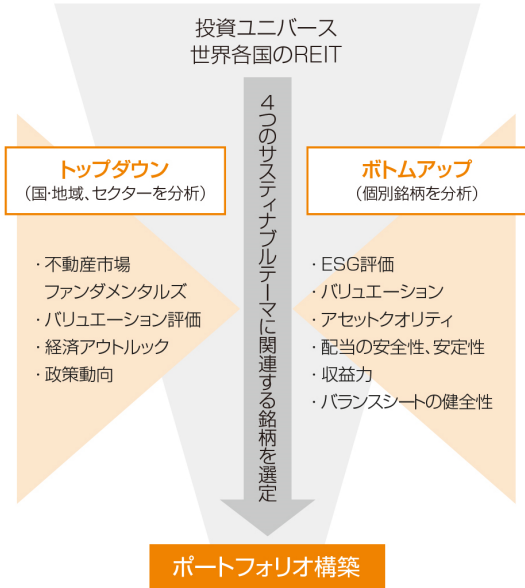 投資ユニバース
世界各国のREIT
4つのサスティナブルテーマに関連する銘柄を選定
トップダウン
(国・地域、セクターを分析)
・不動産市場
ファンダメンタルズ
・バリュエーション評価
・経済アウトルック
・政策動向
ボトムアップ
(個別銘柄を分析)
・ESG評価
・バリュエーション
・アセットクオリティ
・配当の安全性、安定性
・収益力
・バランスシートの健全性
ポートフォリオ構築